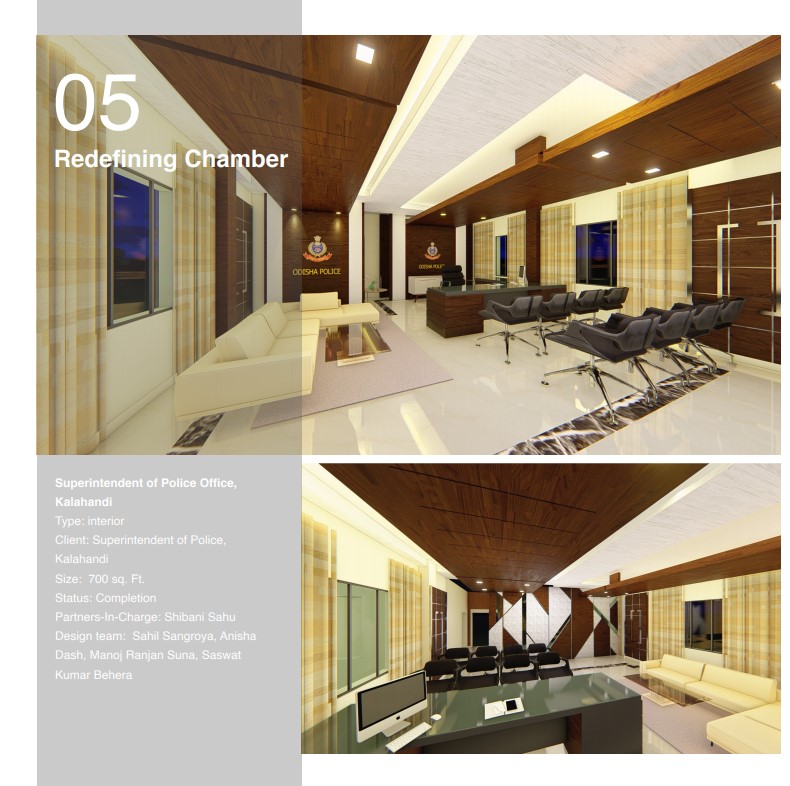 05
Redefining Chamber
ODISHA POLICE
ODISHA POLICE
Superintendent of Police Office,
Kalahandi
Type: interior
Client: Superintendent of Police,
Kalahandi
Size:  700 sq. Ft.
Status: Completion
Partners-In-Charge: Shibani Sahu
Design team:  Sahil Sangroya, Anisha
Dash, Manoj Ranjan Suna, Saswat
Kumar Behera